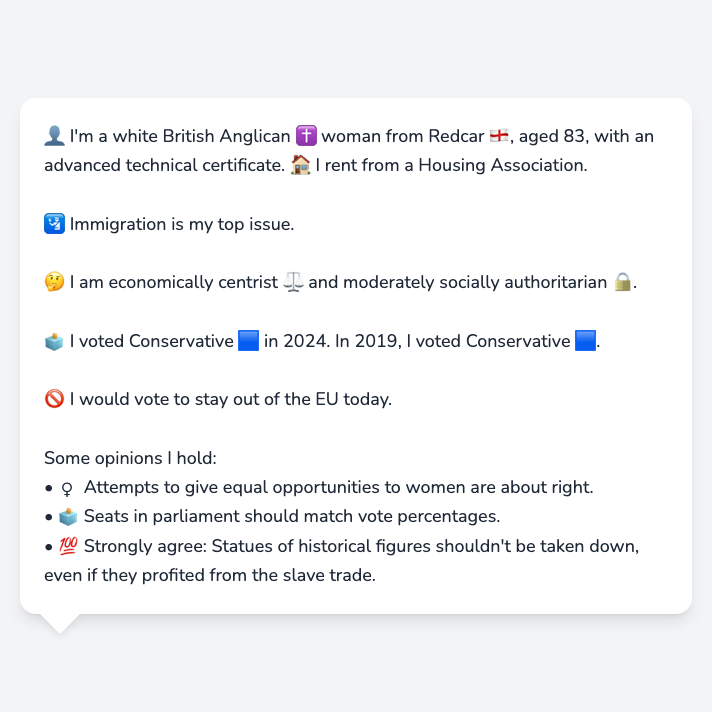 👤 I'm a white British Anglican ✝️ woman from Redcar 🏴󠁧󠁢󠁥󠁮󠁧󠁿, aged 83, with an
advanced technical certificate. 🏠 I rent from a Housing Association.
🛂 Immigration is my top issue.
🤔 I am economically centrist ⚖️ and moderately socially authoritarian 🔒.
🗳️ I voted Conservative 🟦 in 2024. In 2019, I voted Conservative 🟦.
🚫 I would vote to stay out of the EU today.
Some opinions I hold:
• ♀ Attempts to give equal opportunities to women are about right.
• 🗳️ Seats in parliament should match vote percentages.
• 💯 Strongly agree: Statues of historical figures shouldn't be taken down,
even if they profited from the slave trade.